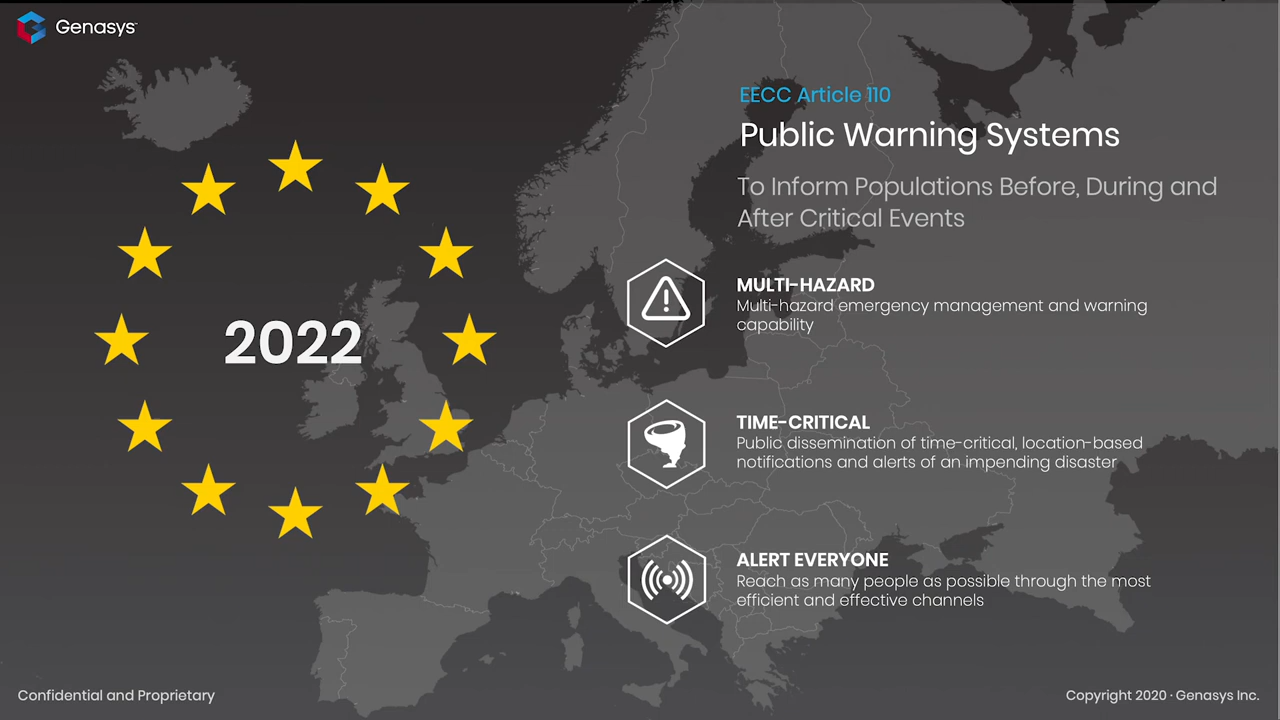 Genasys
EECC Article 110
Public Warning Systems
To Inform Populations Before, During and
After Critical Events
2022
MULTI-HAZARD
Multi-hazard emergency management and warning
capability
TIME-CRITICAL
Public dissemination of time-critical, location-based
notifications and alerts of an impending disaster
ALERT EVERYONE
Reach as many people as possible through the most
efficient and effective channels
Confidential and Proprietary
Copyright 2020 · Genasys Inc.